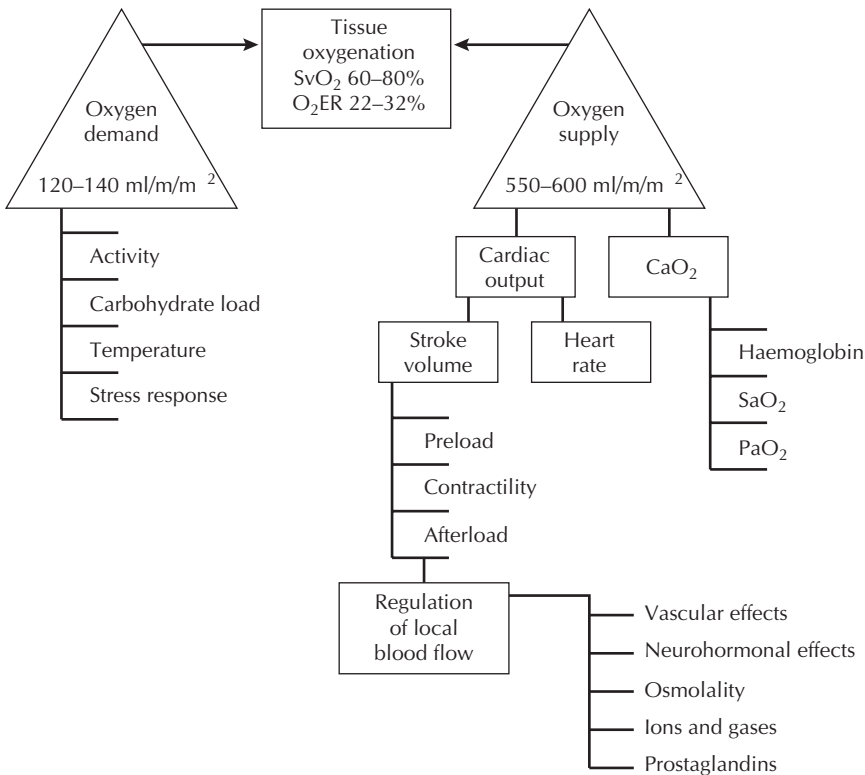 Tissue
oxygenation
SvO₂ 60–80%
O₂ER 22–32%
Oxygen
demand
120–140 ml/m/m ²
Oxygen
supply
550–600 ml/m/m ²
Activity
Carbohydrate load
Temperature
Stress response
Cardiac
output
CaO₂
Stroke
volume
Heart
rate
Haemoglobin
SaO₂
PaO₂
Preload
Contractility
Afterload
Regulation
of local
blood flow
Vascular effects
Neurohormonal effects
Osmolality
Ions and gases
Prostaglandins